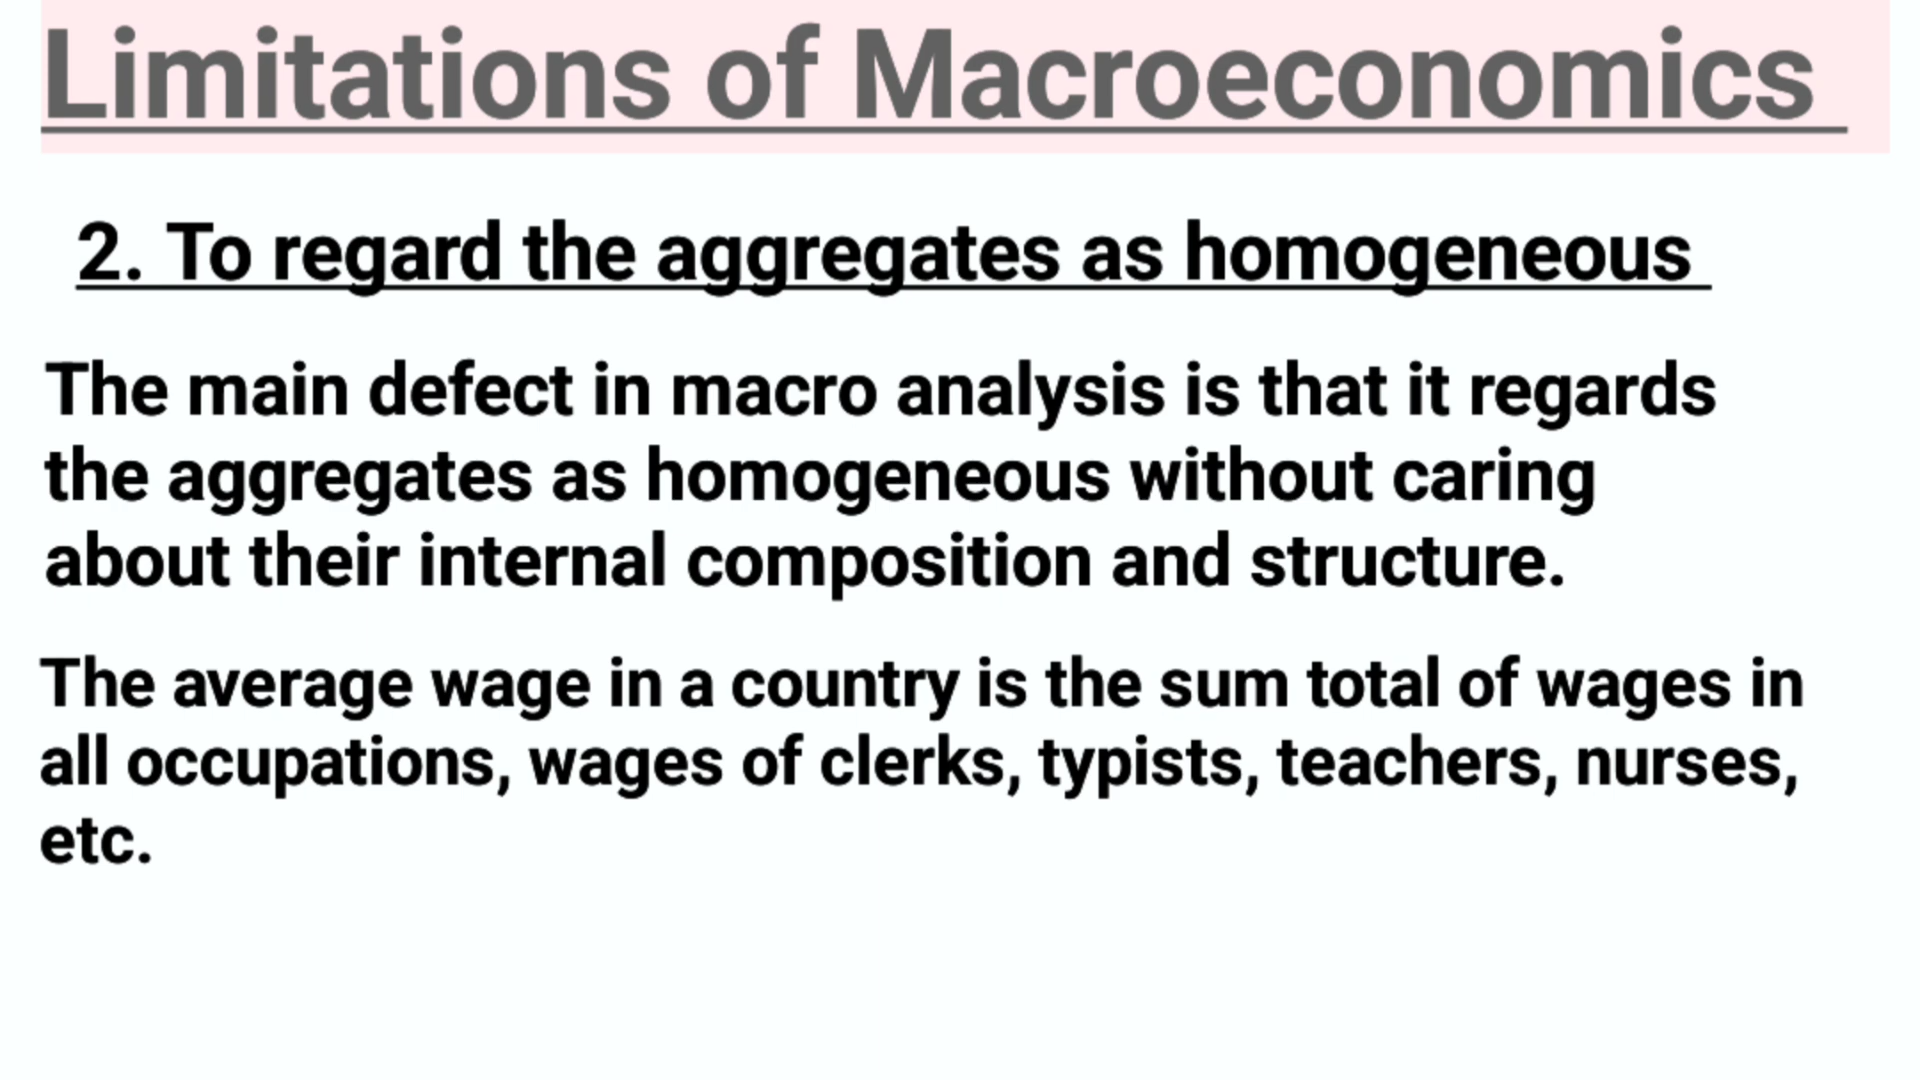 Limitations of Macroeconomics
2. To regard the aggregates as homogeneous
The main defect in macro analysis is that it regards
the aggregates as homogeneous without caring
about their internal composition and structure.
The average wage in a country is the sum total of wages in
all occupations, wages of clerks, typists, teachers, nurses,
etc.